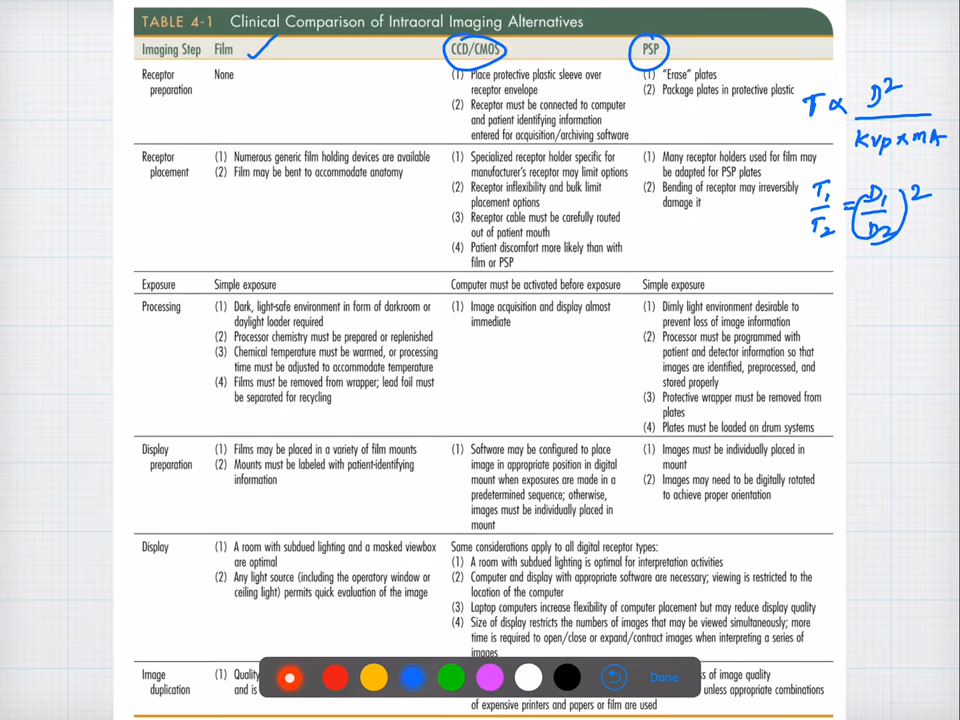 TABLE 4-1 Clinical Comparison of Intraoral Imaging Alternatives
Imaging Step Film CCD/CMOS PSP
Receptor preparation
None
(1) Place protective plastic sleeve over
receptor envelope
(2) Receptor must be connected to computer
and patient identifying information
entered for acquisition/archiving software
(1) "Erase" plates
(2) Package plates in protective plastic
T ∝ D²
kvp × mA
T₁/T₂ = (D₁/D₂)²
Receptor
placement
(1) Numerous generic film holding devices are available
(2) Film may be bent to accommodate anatomy
(1) Specialized receptor holder specific for
manufacturer's receptor may limit options
(2) Receptor inflexibility and bulk limit
placement options
(3) Receptor cable must be carefully routed
out of patient mouth
(4) Patient discomfort more likely than with
film or PSP
(1) Many receptor holders used for film may
be adapted for PSP plates
(2) Bending of receptor may irreversibly
damage it
Exposure Simple exposure Computer must be activated before exposure Simple exposure
Processing
(1) Dark, light-safe environment in form of darkroom or
daylight loader required
(2) Processor chemistry must be prepared or replenished
(3) Chemical temperature must be warmed, or processing
time must be adjusted to accommodate temperature
(4) Films must be removed from wrapper; lead foil must
be separated for recycling
(1) Image acquisition and display almost
immediate
(1) Dimly light environment desirable to
prevent loss of image information
(2) Processor must be programmed with
patient and detector information so that
images are identified, preprocessed, and
stored properly
(3) Protective wrapper must be removed from
plates
(4) Plates must be loaded on drum systems
Display
preparation
(1) Films may be placed in a variety of film mounts
(2) Mounts must be labeled with patient-identifying
information
(1) Software may be configured to place
image in appropriate position in digital
mount when exposures are made in a
predetermined sequence; otherwise,
images must be individually placed in
mount
(1) Images must be individually placed in
mount
(2) Images may need to be digitally rotated
to achieve proper orientation
Display
(1) A room with subdued lighting and a masked viewbox
are optimal
(2) Any light source (including the operatory window or
ceiling light) permits quick evaluation of the image
Same considerations apply to all digital receptor types:
(1) A room with subdued lighting is optimal for interpretation activities
(2) Computer and display with appropriate software are necessary; viewing is restricted to the
location of the computer
(3) Laptop computers increase flexibility of computer placement but may reduce display quality
(4) Size of display restricts the numbers of images that may be viewed simultaneously; more
time is required to open/close or expand/contract images when interpreting a series of
images
Image
duplication
(1) Quality
and is
of image quality
unless appropriate combinations
of expensive printers and papers or film are used
Done